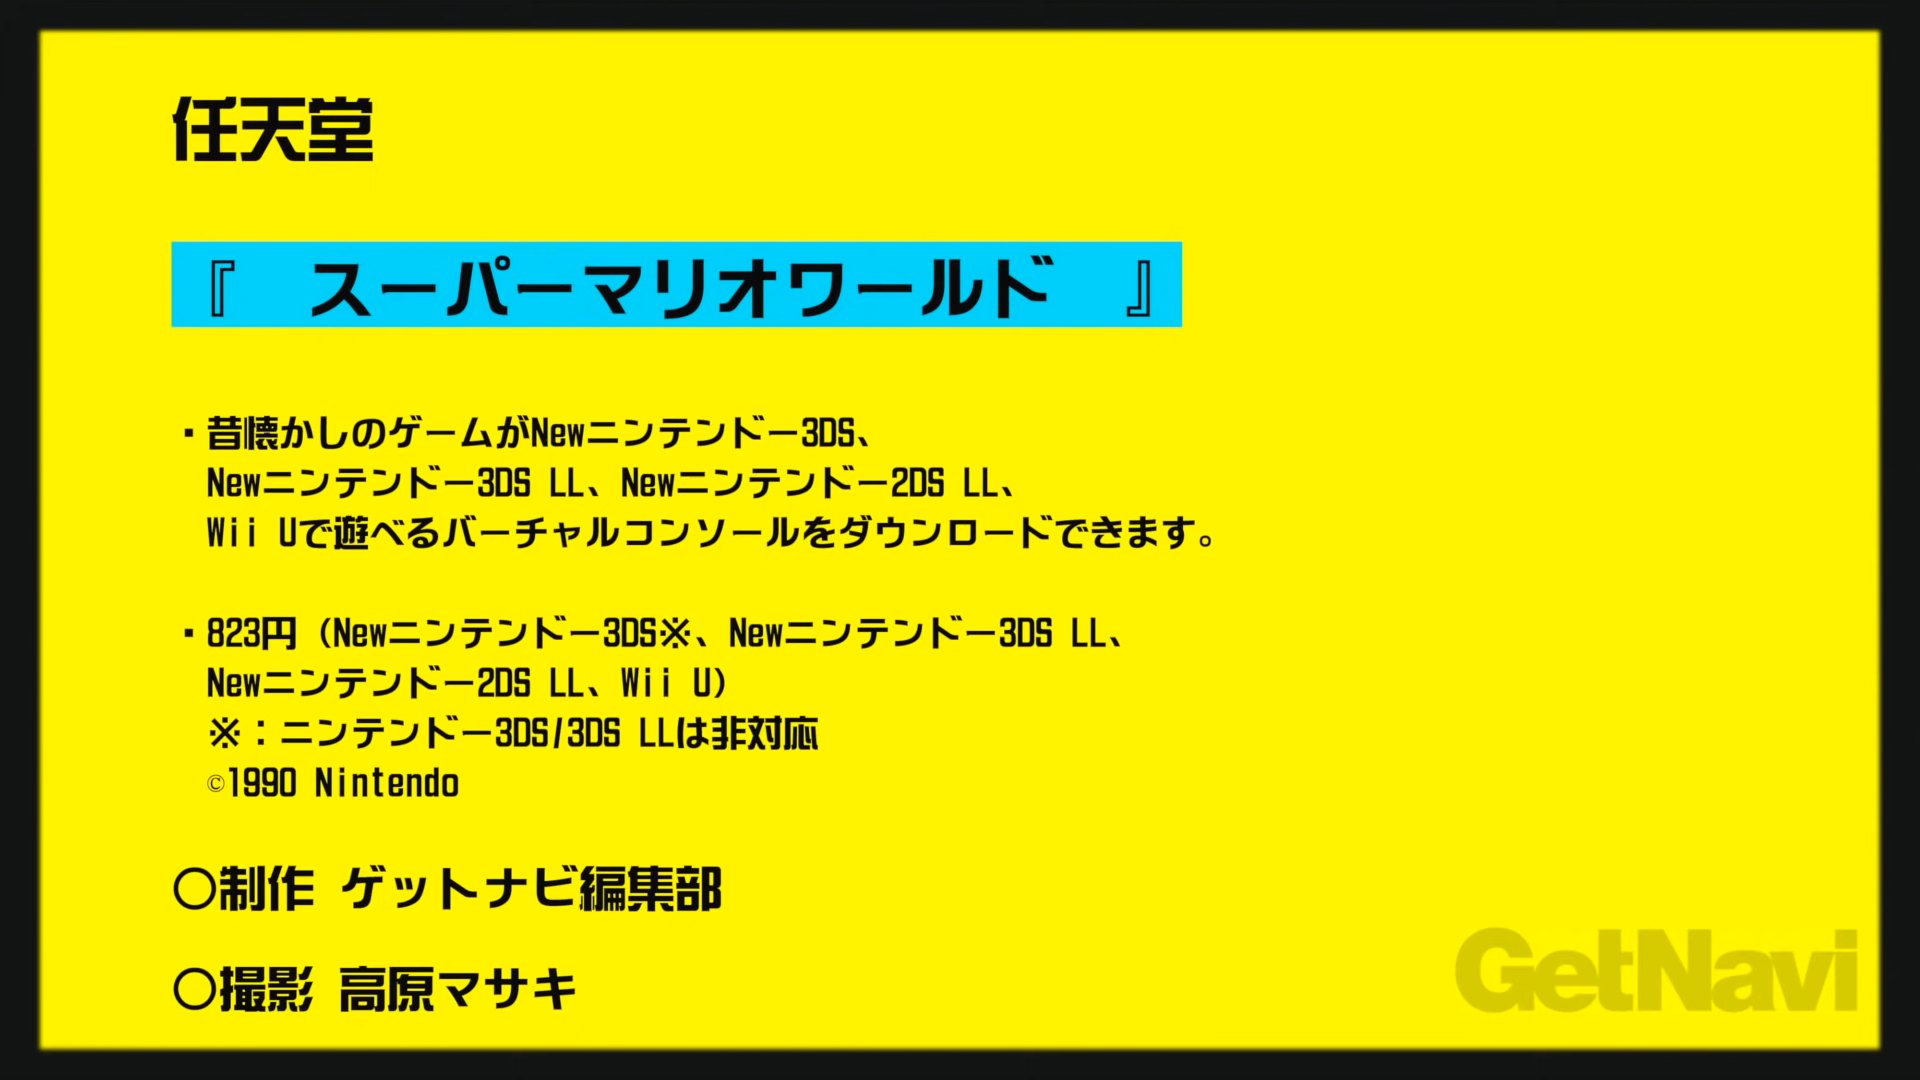 任天堂
『　スーパーマリオワールド　』
・昔懐かしのゲームがNewニンテンドー3DS、
Newニンテンドー3DS LL、Newニンテンドー2DS LL、
Wii Uで遊べるバーチャルコンソールをダウンロードできます。
・823円（Newニンテンドー3DS※、Newニンテンドー3DS LL、
Newニンテンドー2DS LL、Wii U）
※：ニンテンドー3DS/3DS LLは非対応
©1990 Nintendo
〇制作 ゲットナビ編集部
〇撮影 高原マサキ
GetNavi